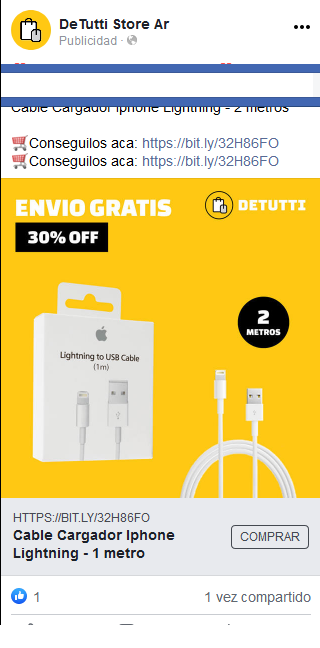 DeTutti Store Ar
Publicidad ·
Cable Cargador Iphone Lightning - 2 metros
🛒Conseguilos aca: https://bit.ly/32H86FO
🛒Conseguilos aca: https://bit.ly/32H86FO
ENVIO GRATIS
DETUTTI
30% OFF
2
METROS
Lightning to USB Cable
(1m)
HTTPS://BIT.LY/32H86FO
Cable Cargador Iphone
Lightning - 1 metro
COMPRAR
1
1 vez compartido